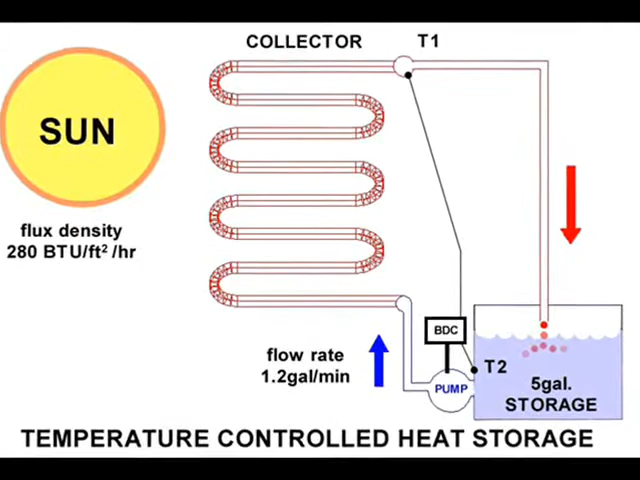 COLLECTOR
T1
SUN
flux density
280 BTU/ft² /hr
flow rate
1.2gal/min
BDC
T2
PUMP
5gal.
STORAGE
TEMPERATURE CONTROLLED HEAT STORAGE